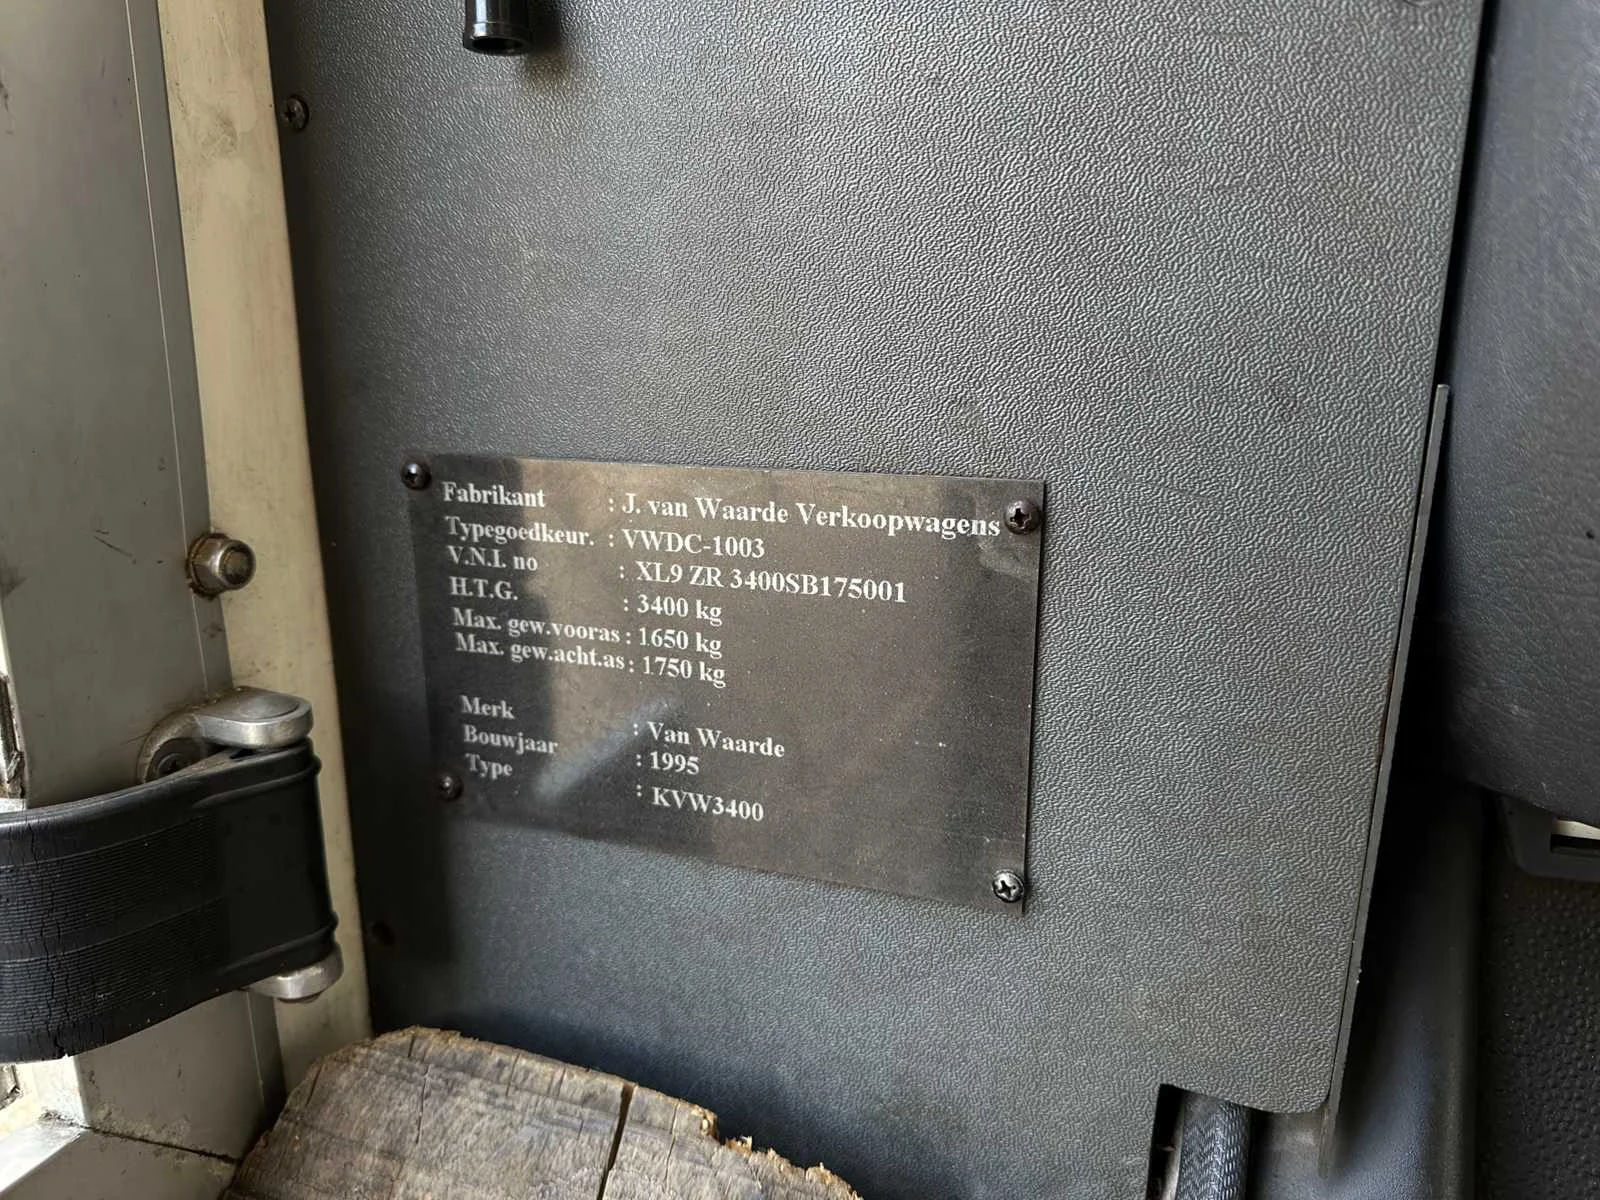 Fabrikant : J. van Waarde Verkoopwagens
Typegoedkeur. : VWDC-1003
V.N.I. no : XL9 ZR 3400SB175001
H.T.G. : 3400 kg
Max. gew.vooras : 1650 kg
Max. gew.acht.as : 1750 kg
Merk : Van Waarde
Bouwjaar : 1995
Type : KVW3400